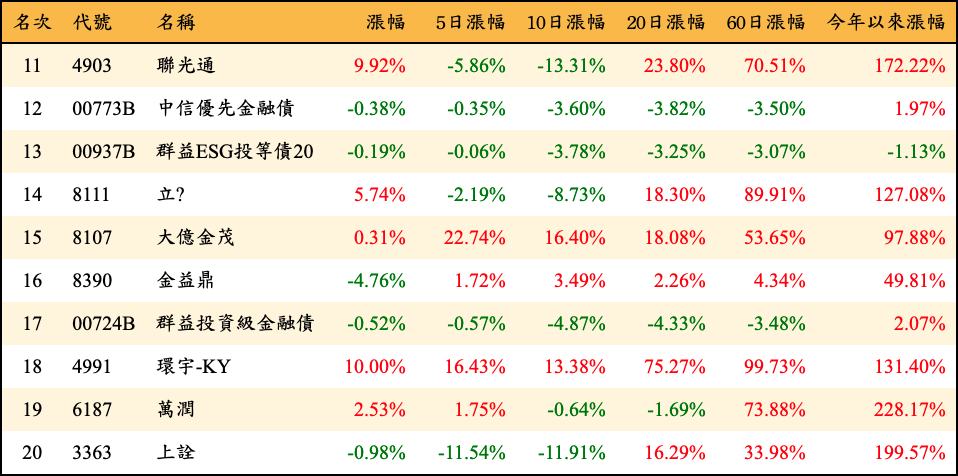 名次 代號 名稱 漲幅 5日漲幅 10日漲幅 20日漲幅 60日漲幅 今年以來漲幅
11 4903 聯光通 9.92% -5.86% -13.31% 23.80% 70.51% 172.22%
12 00773B 中信優先金融債 -0.38% -0.35% -3.60% -3.82% -3.50% 1.97%
13 00937B 群益ESG投等債20 -0.19% -0.06% -3.78% -3.25% -3.07% -1.13%
14 8111 立? 5.74% -2.19% -8.73% 18.30% 89.91% 127.08%
15 8107 大億金茂 0.31% 22.74% 16.40% 18.08% 53.65% 97.88%
16 8390 金益鼎 -4.76% 1.72% 3.49% 2.26% 4.34% 49.81%
17 00724B 群益投資級金融債 -0.52% -0.57% -4.87% -4.33% -3.48% 2.07%
18 4991 環宇-KY 10.00% 16.43% 13.38% 75.27% 99.73% 131.40%
19 6187 萬潤 2.53% 1.75% -0.64% -1.69% 73.88% 228.17%
20 3363 上詮 -0.98% -11.54% -11.91% 16.29% 33.98% 199.57%